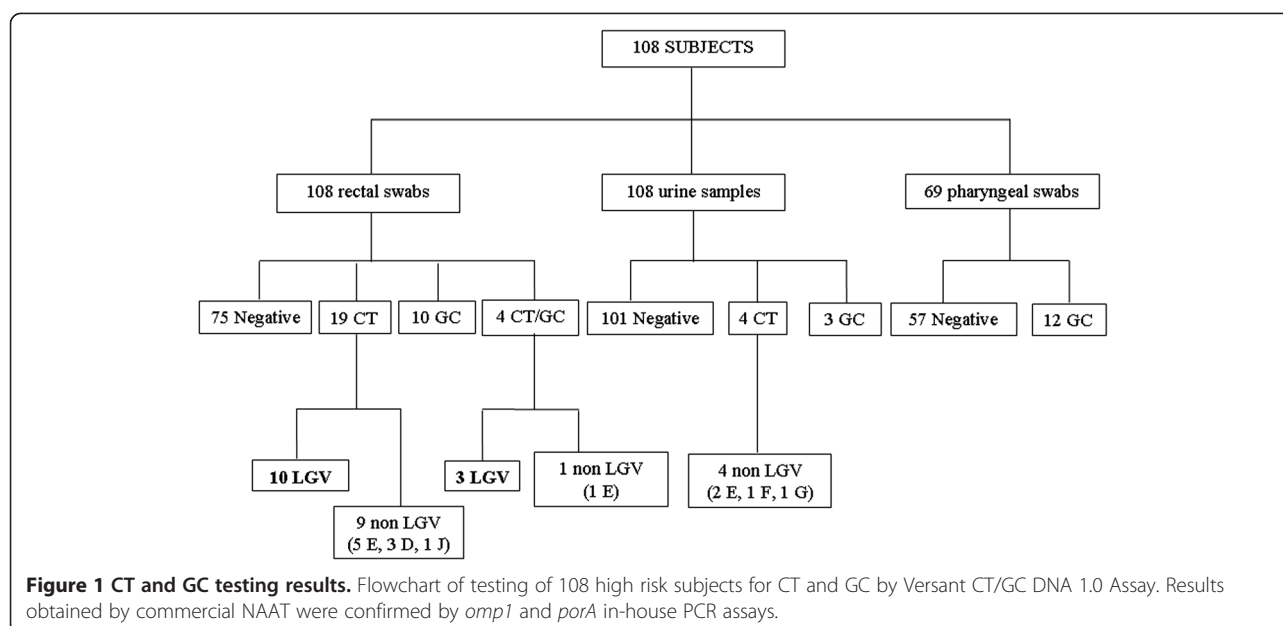 108 SUBJECTS
108 rectal swabs
108 urine samples
69 pharyngeal swabs
75 Negative
19 CT
10 GC
4 CT/GC
101 Negative
4 CT
3 GC
57 Negative
12 GC
10 LGV
9 non LGV
(5 E, 3 D, 1 J)
3 LGV
1 non LGV
(1 E)
4 non LGV
(2 E, 1 F, 1 G)
Figure 1 CT and GC testing results. Flowchart of testing of 108 high risk subjects for CT and GC by Versant CT/GC DNA 1.0 Assay. Results
obtained by commercial NAAT were confirmed by omp1 and porA in-house PCR assays.